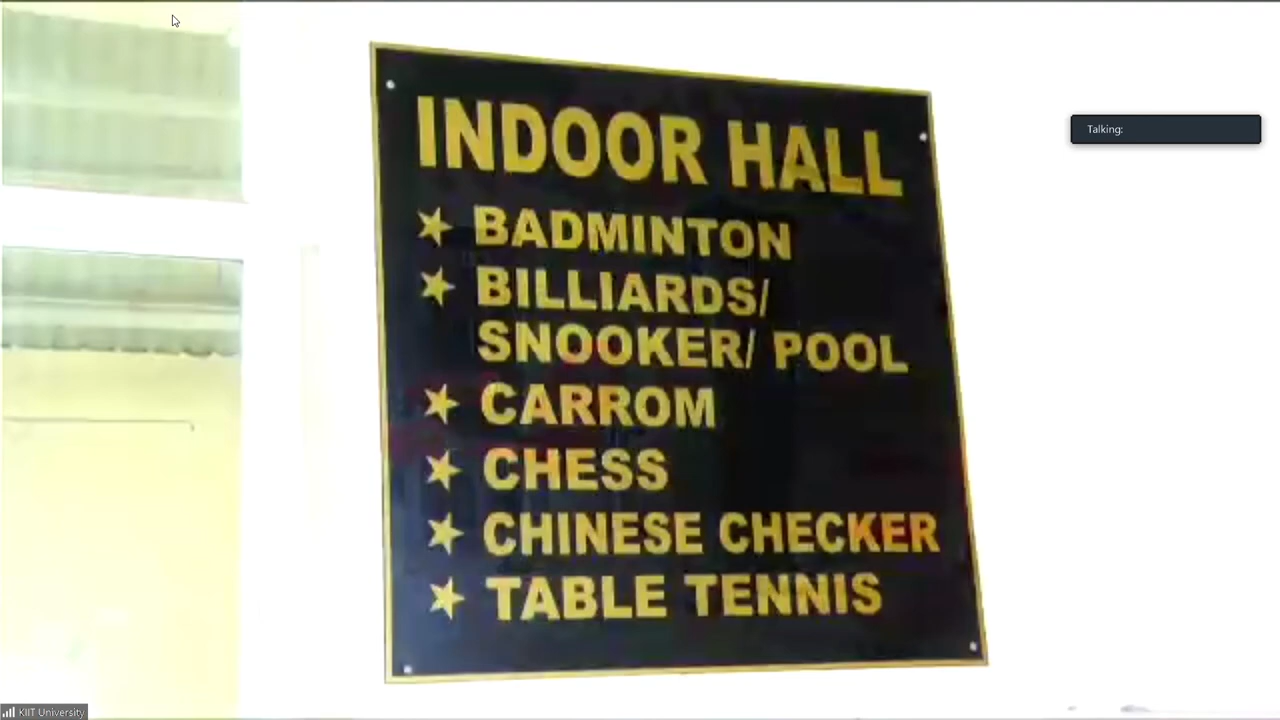 INDOOR HALL
★ BADMINTON
★ BILLIARDS/
SNOOKER/ POOL
★ CARROM
★ CHESS
★ CHINESE CHECKER
★ TABLE TENNIS
Talking:
KIIT University